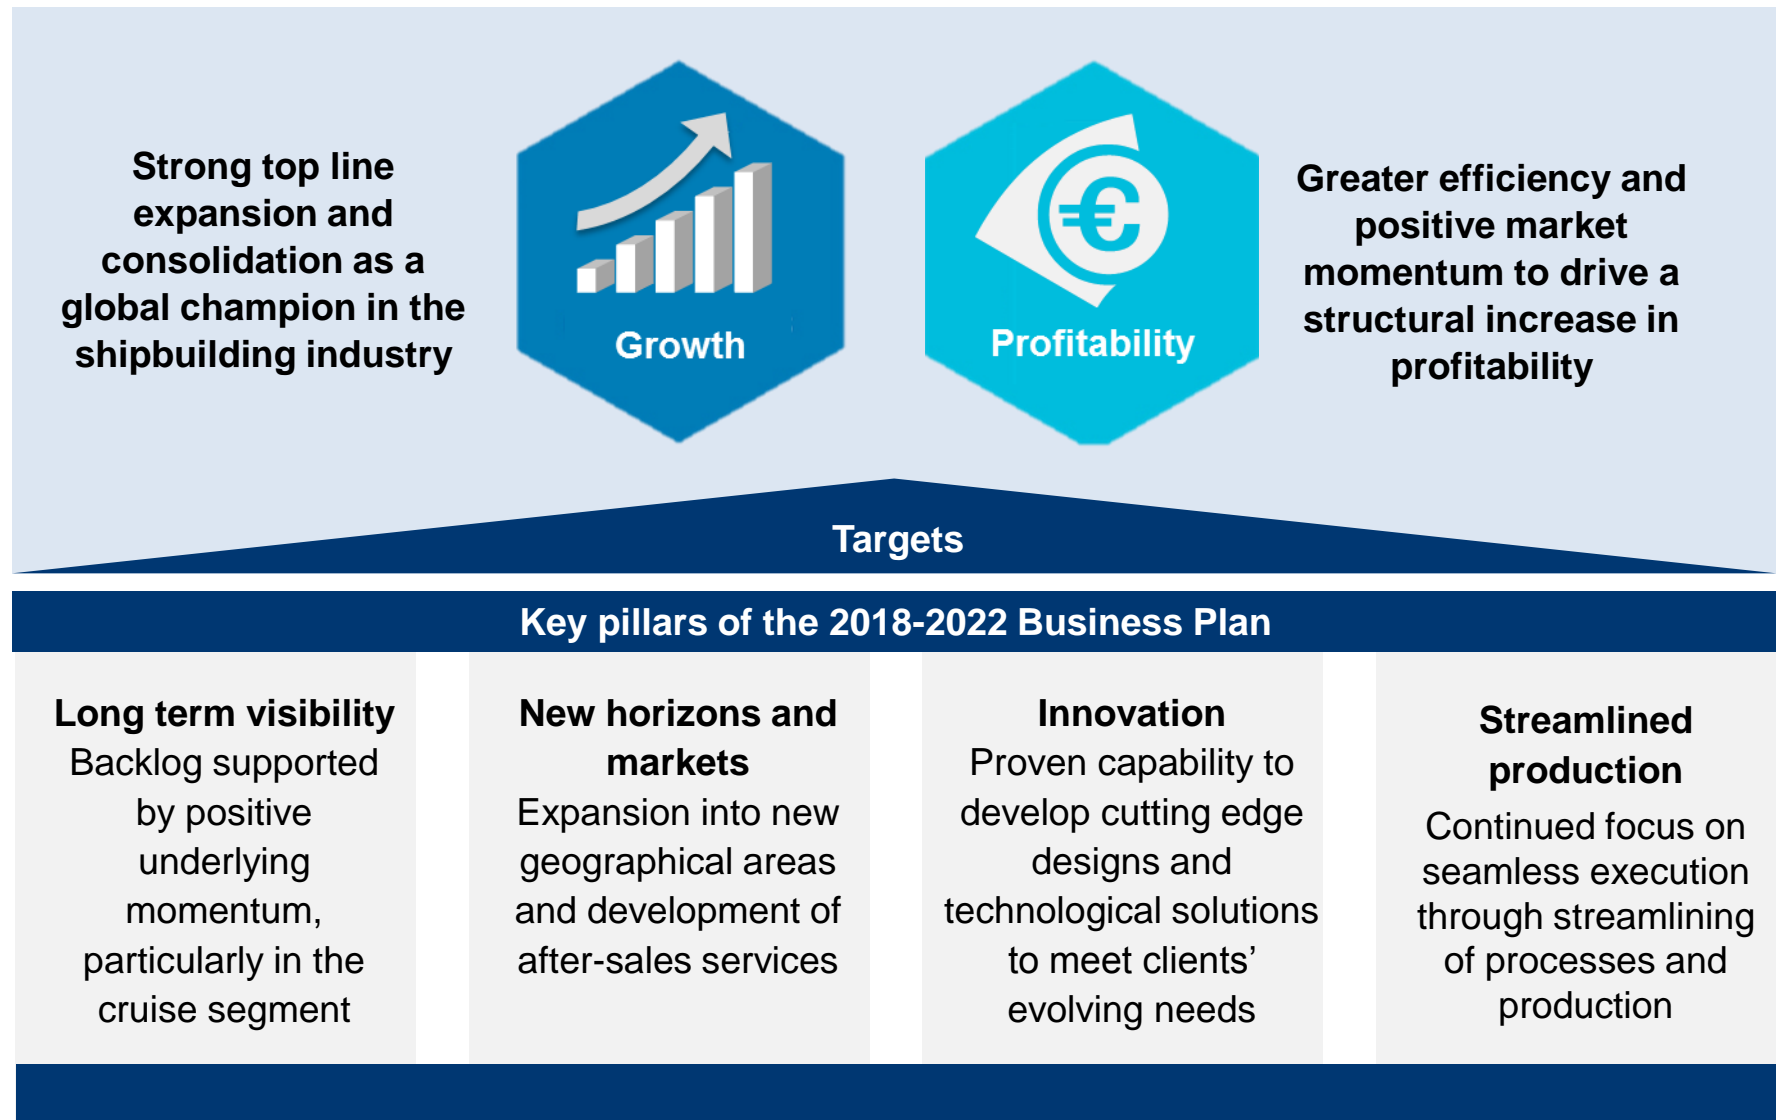 Strong top line
expansion and
consolidation as a
global champion in the
shipbuilding industry
Growth
Profitability
Greater efficiency and
positive market
momentum to drive a
structural increase in
profitability
Targets
Key pillars of the 2018-2022 Business Plan
Long term visibility
Backlog supported
by positive
underlying
momentum,
particularly in the
cruise segment
New horizons and
markets
Expansion into new
geographical areas
and development of
after-sales services
Innovation
Proven capability to
develop cutting edge
designs and
technological solutions
to meet clients’
evolving needs
Streamlined
production
Continued focus on
seamless execution
through streamlining
of processes and
production